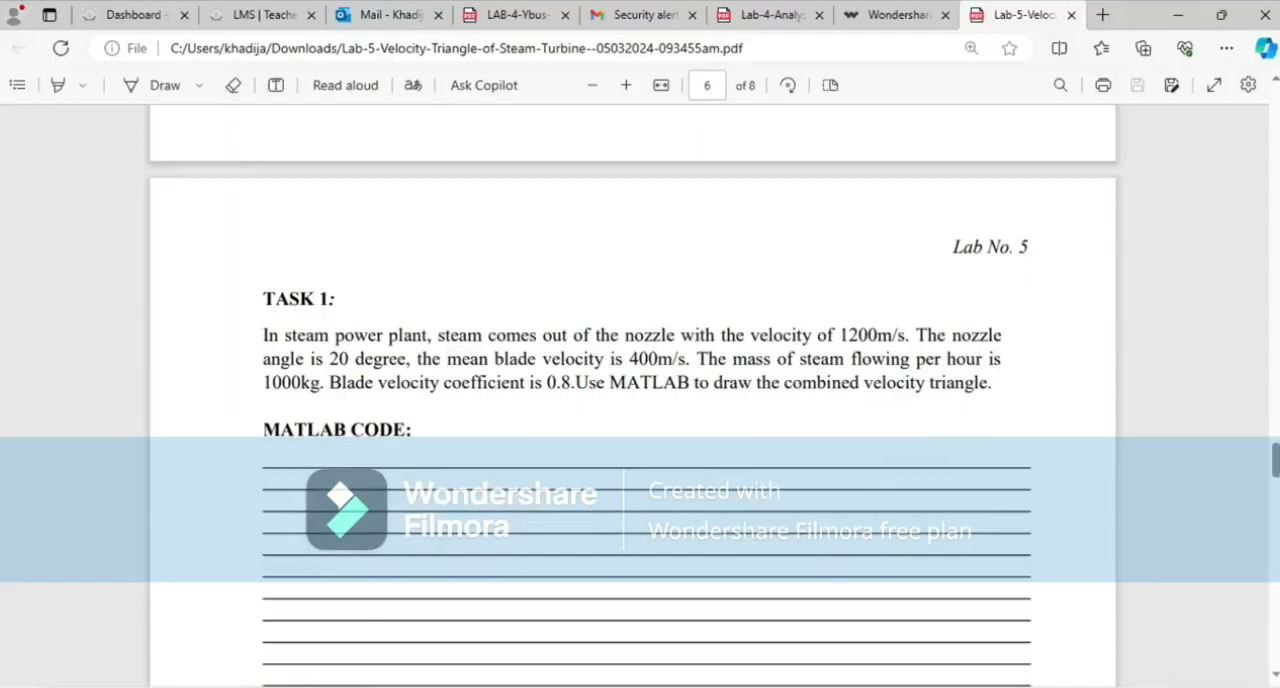 Dashboard
LMS | Teache
Mail - Khadij
LAB-4-Ybus-
Security aler
Lab-4-Analy
Wondershar
Lab-5-Veloc
File
C:/Users/khadija/Downloads/Lab-5-Velocity-Triangle-of-Steam-Turbine--05032024-093455am.pdf
Draw
Read aloud
aあ
Ask Copilot
6
of 8
Lab No. 5
TASK 1:
In steam power plant, steam comes out of the nozzle with the velocity of 1200m/s. The nozzle
angle is 20 degree, the mean blade velocity is 400m/s. The mass of steam flowing per hour is
1000kg. Blade velocity coefficient is 0.8.Use MATLAB to draw the combined velocity triangle.
MATLAB CODE:
Wondershare
Filmora
Created with
Wondershare Filmora free plan